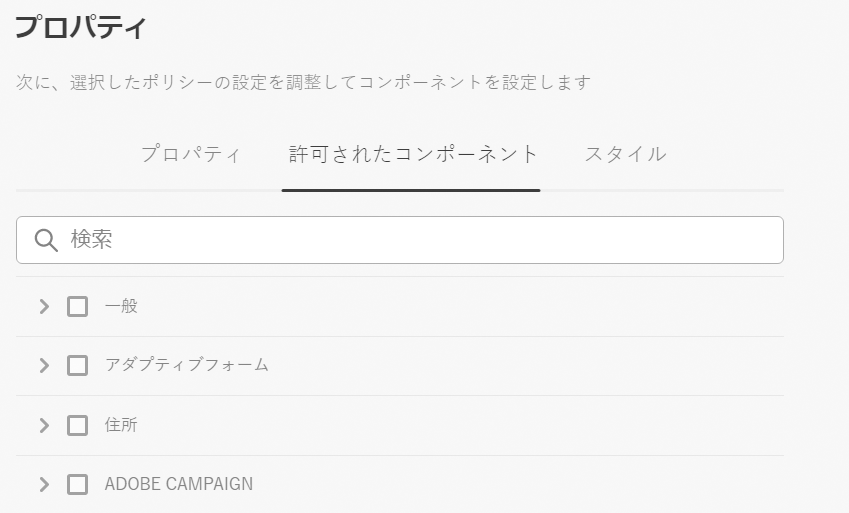 プロパティ
次に、選択したポリシーの設定を調整してコンポーネントを設定します
プロパティ 許可されたコンポーネント スタイル
検索
一般
アダプティブフォーム
住所
ADOBE CAMPAIGN